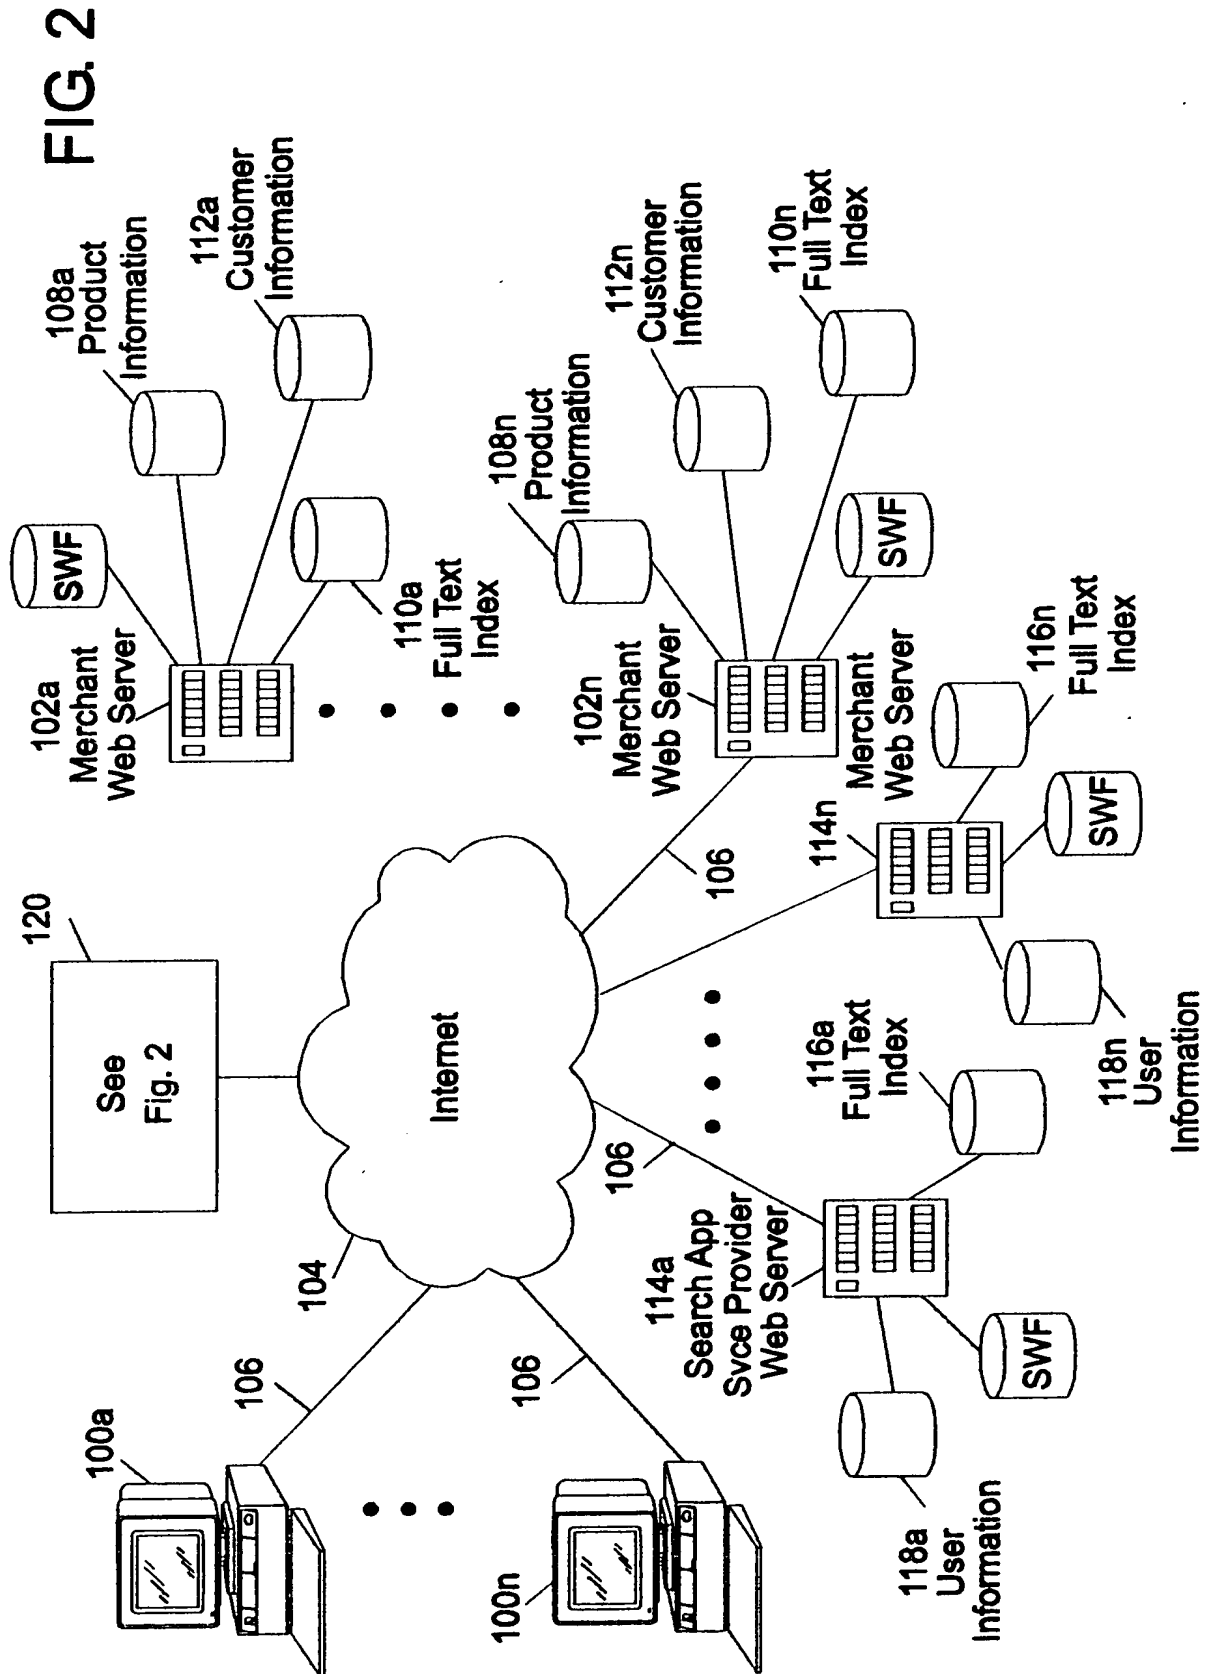 FIG. 2
100a
106
100n
106
104
See
Fig. 2
120
Internet
102a
Merchant
Web Server
SWF
108a
Product
Information
112a
Customer
Information
110a
Full Text
Index
102n
Merchant
Web Server
108n
Product
Information
112n
Customer
Information
110n
Full Text
Index
SWF
106
106
114a
Search App
Svce Provider
Web Server
118a
User
Information
SWF
116a
Full Text
Index
114n
Merchant
Web Server
118n
User
Information
SWF
116n
Full Text
Index